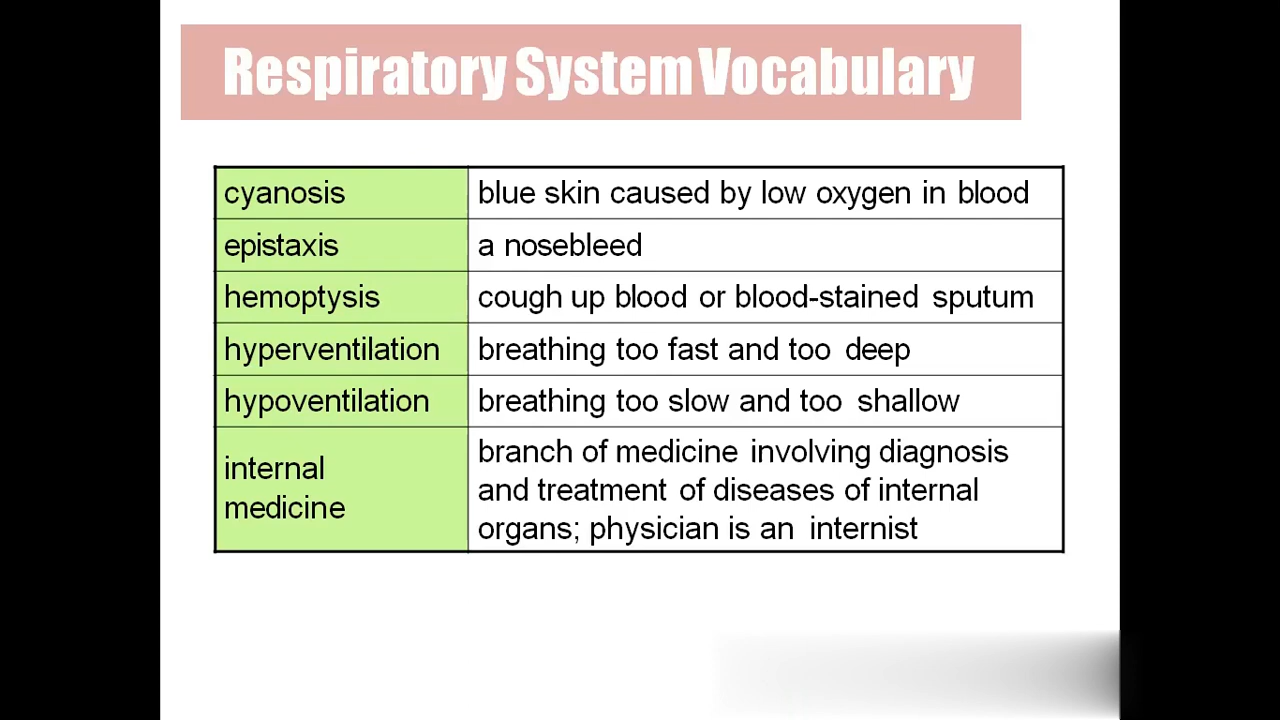 Respiratory System Vocabulary
cyanosis
blue skin caused by low oxygen in blood
epistaxis
a nosebleed
hemoptysis
cough up blood or blood-stained sputum
hyperventilation
breathing too fast and too deep
hypoventilation
breathing too slow and too shallow
internal
medicine
branch of medicine involving diagnosis
and treatment of diseases of internal
organs; physician is an internist